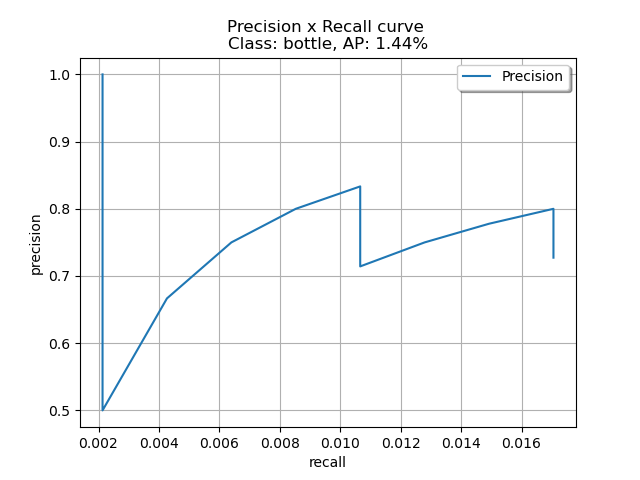 Precision x Recall curve
Class: bottle, AP: 1.44%
Precision
1.0
0.9
0.8
0.7
0.6
0.5
precision
0.002 0.004 0.006 0.008 0.010 0.012 0.014 0.016
recall